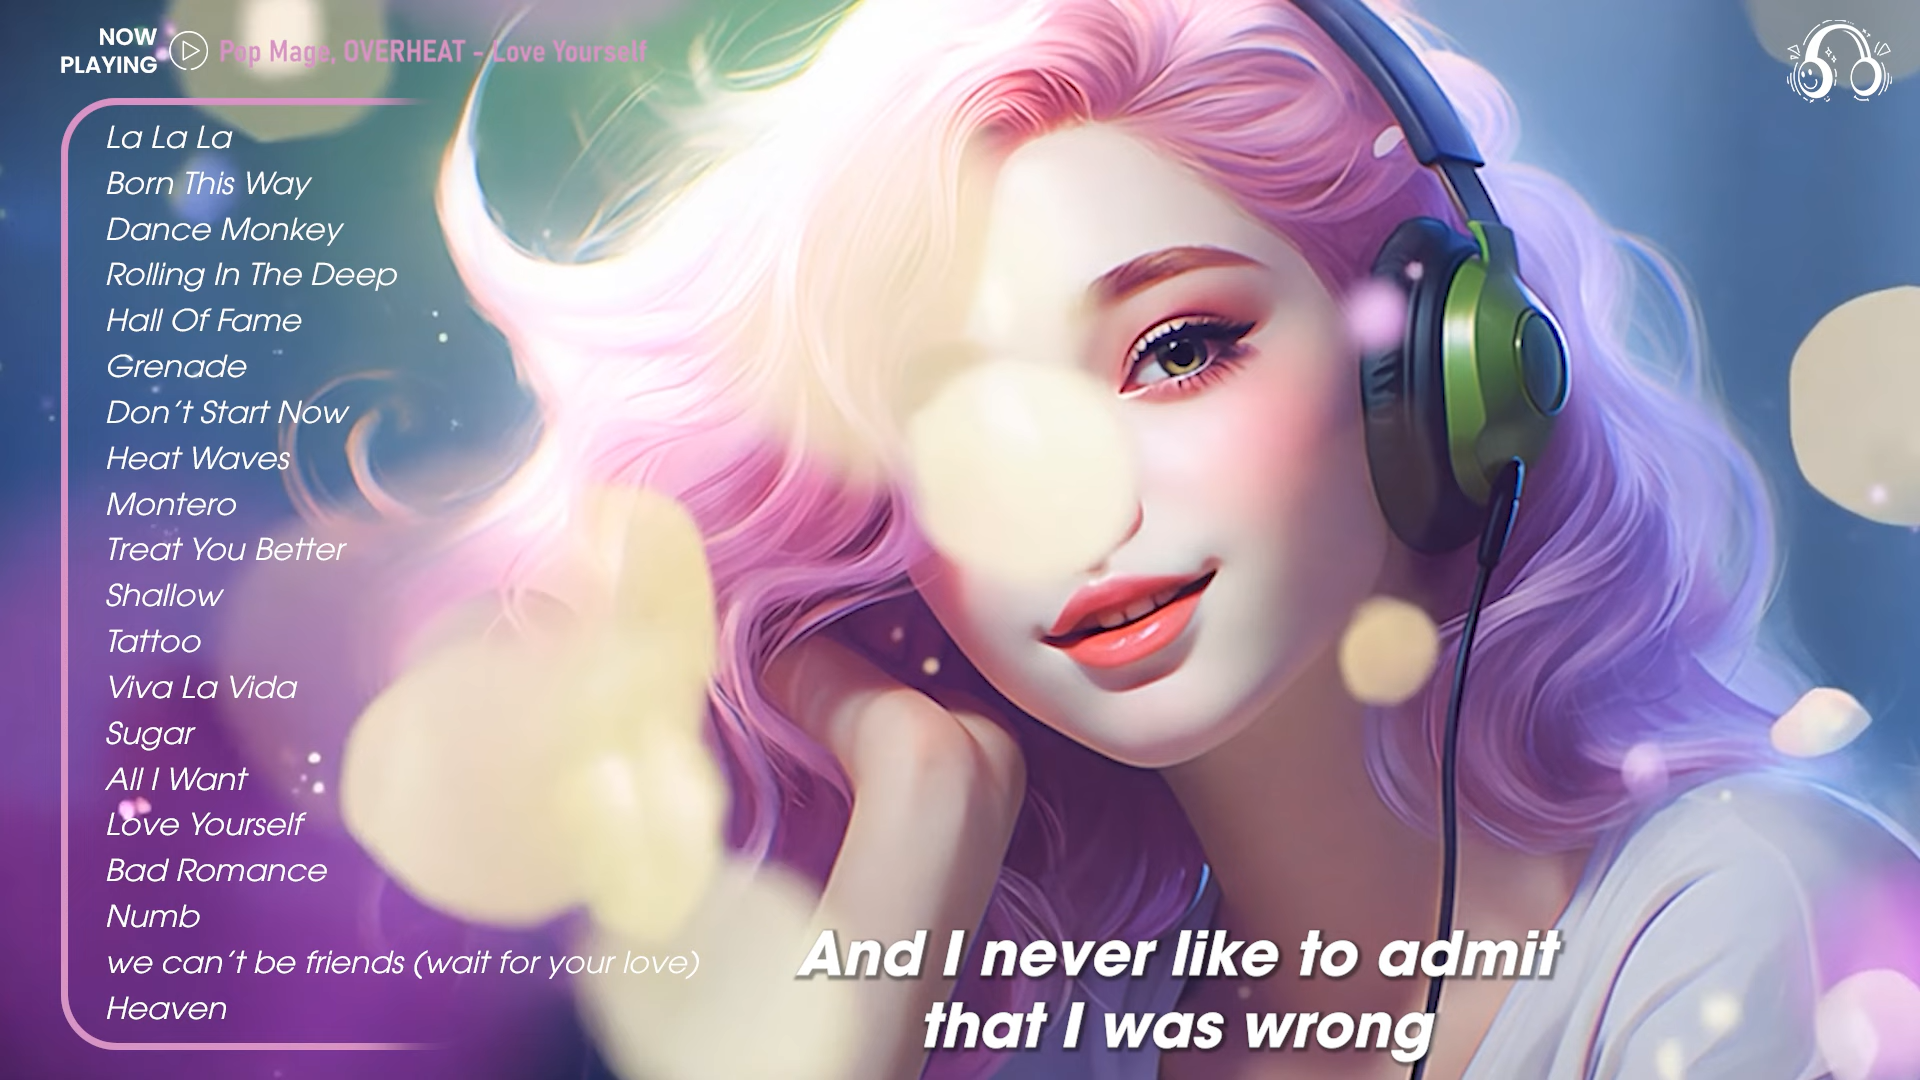 NOW
PLAYING
Pop Mage, OVERHEAT - Love Yourself
La La La
Born This Way
Dance Monkey
Rolling In The Deep
Hall Of Fame
Grenade
Don't Start Now
Heat Waves
Montero
Treat You Better
Shallow
Tattoo
Viva La Vida
Sugar
All I Want
Love Yourself
Bad Romance
Numb
we can't be friends (wait for your love)
Heaven
And I never like to admit
that I was wrong